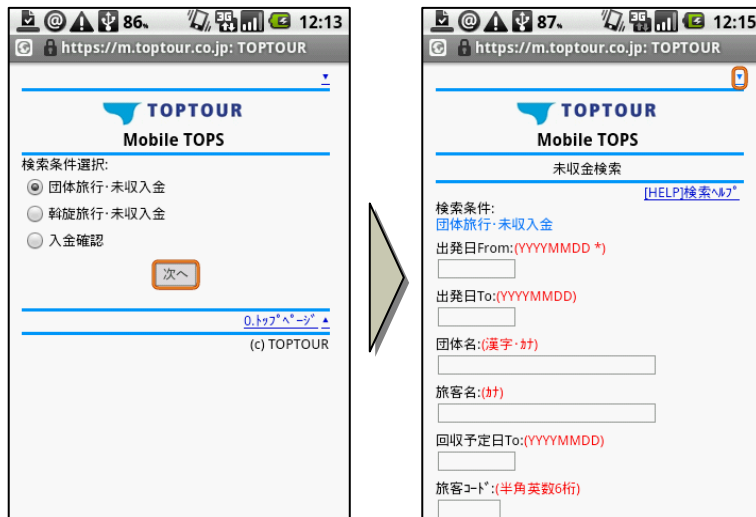 86%
3G
12:13
https://m.toptour.co.jp: TOPTOUR
▼
TOPTOUR
Mobile TOPS
検索条件選択:
団体旅行･未収入金
斡旋旅行･未収入金
入金確認
次へ
0.ﾄｯﾌﾟﾍﾟｰｼﾞ ▲
(c) TOPTOUR
87%
3G
12:15
https://m.toptour.co.jp: TOPTOUR
▼
TOPTOUR
Mobile TOPS
未収金検索
[HELP]検索ﾍﾙﾌﾟ
検索条件:
団体旅行･未収入金
出発日From:(YYYYMMDD *)
出発日To:(YYYYMMDD)
団体名:(漢字･ｶﾅ)
旅客名:(ｶﾅ)
回収予定日To:(YYYYMMDD)
旅客ｺｰﾄﾞ:(半角英数6桁)